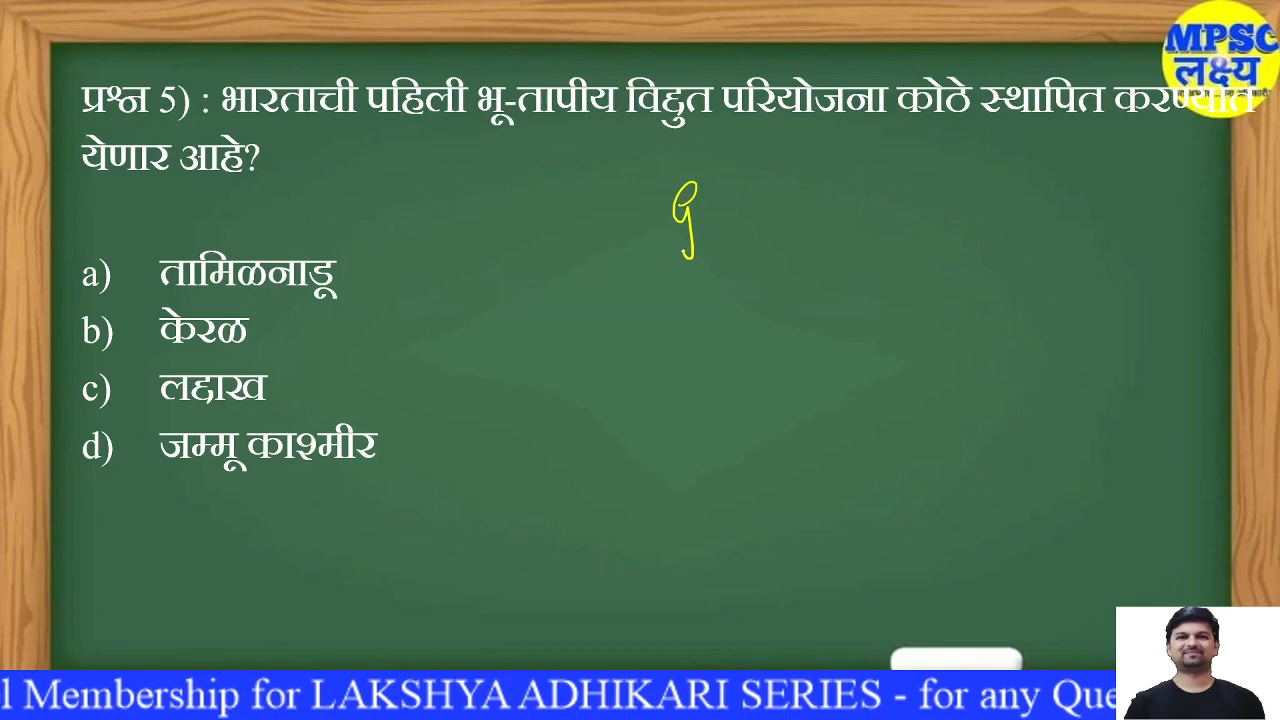 MPSC
लक्ष्य
प्रश्न 5) : भारताची पहिली भू-तापीय विद्युत परियोजना कोठे स्थापित करण्यात
येणार आहे?
g
a) तामिळनाडू
b) केरळ
c) लद्दाख
d) जम्मू काश्मीर
l Membership for LAKSHYA ADHIKARI SERIES - for any Que